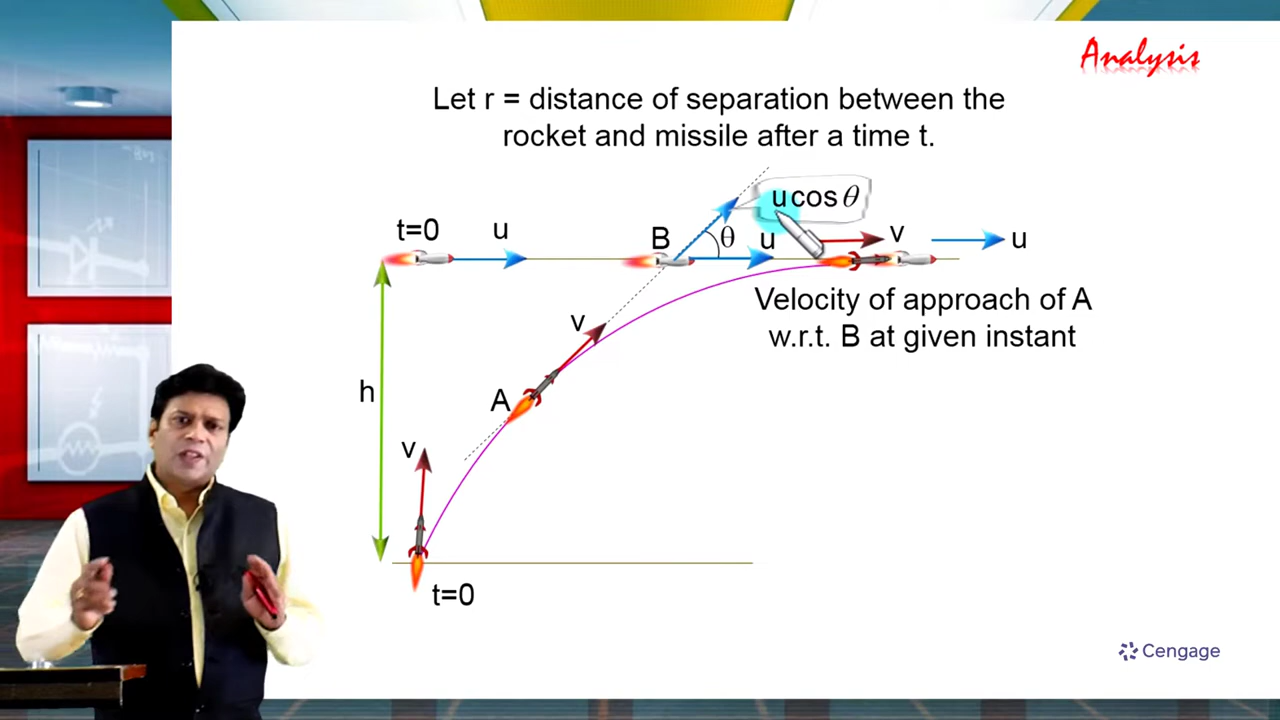 Analysis
Let r = distance of separation between the
rocket and missile after a time t.
u cos θ
t=0
u
B
θ
u
v
u
Velocity of approach of A
w.r.t. B at given instant
v
h
A
v
t=0
Cengage